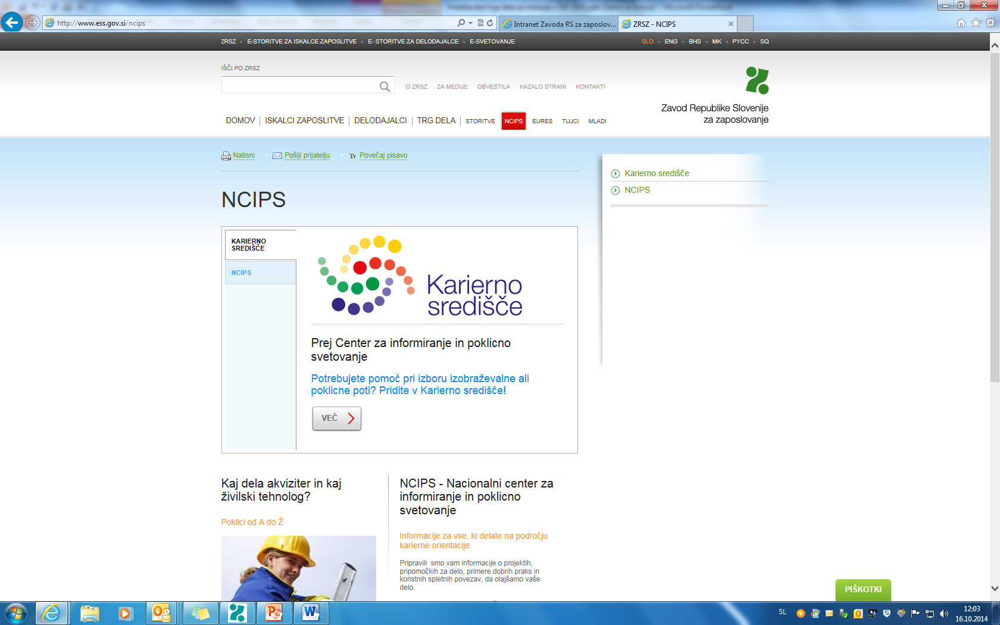 http://www.ess.gov.si/ncips
Intranet Zavoda RS za zaposlov...
ZRSZ - NCIPS
ZRSZ • E-STORITVE ZA ISKALCE ZAPOSLITVE • E- STORITVE ZA DELODAJALCE • E-SVETOVANJE
SLO • ENG • BHS • MK • РУСС • SQ
IŠČI PO ZRSZ
O ZRSZ ZA MEDIJE OBVESTILA KAZALO STRANI KONTAKTI
Zavod Republike Slovenije
za zaposlovanje
DOMOV | ISKALCI ZAPOSLITVE | DELODAJALCI | TRG DELA | STORITVE NCIPS EURES TUJCI MLADI
Natisni • Pošlji prijatelju • Tt Povečaj pisavo
Karierno središče
NCIPS
NCIPS
KARIERNO
SREDIŠČE
NCIPS
Karierno
središče
Prej Center za informiranje in poklicno
svetovanje
Potrebujete pomoč pri izboru izobraževalne ali
poklicne poti? Pridite v Karierno središče!
VEČ
Kaj dela akviziter in kaj
živilski tehnolog?
Poklici od A do Ž
NCIPS - Nacionalni center za
informiranje in poklicno
svetovanje
Informacije za vse, ki delate na področju
karierne orientacije
Pripravili smo vam informacije o projektih,
pripomočkih za delo, primere dobrih praks in
koristnih spletnih povezav, da olajšamo vaše
delo.
PIŠKOTKI
SL
12:03
16.10.2014